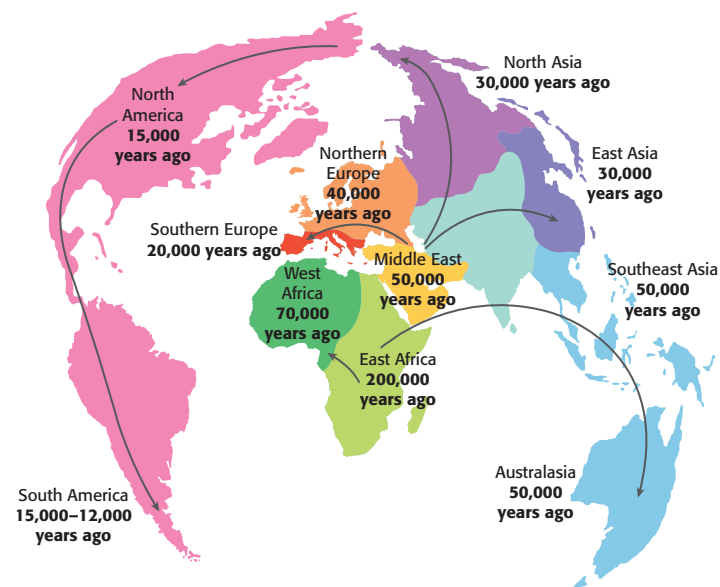 North Asia
30,000 years ago
North
America
15,000
years ago
Northern
Europe
40,000
years ago
East Asia
30,000
years ago
Southern Europe
20,000 years ago
Middle East
50,000
years ago
West
Africa
70,000
years ago
Southeast Asia
50,000
years ago
East Africa
200,000
years ago
Australasia
50,000
years ago
South America
15,000–12,000
years ago